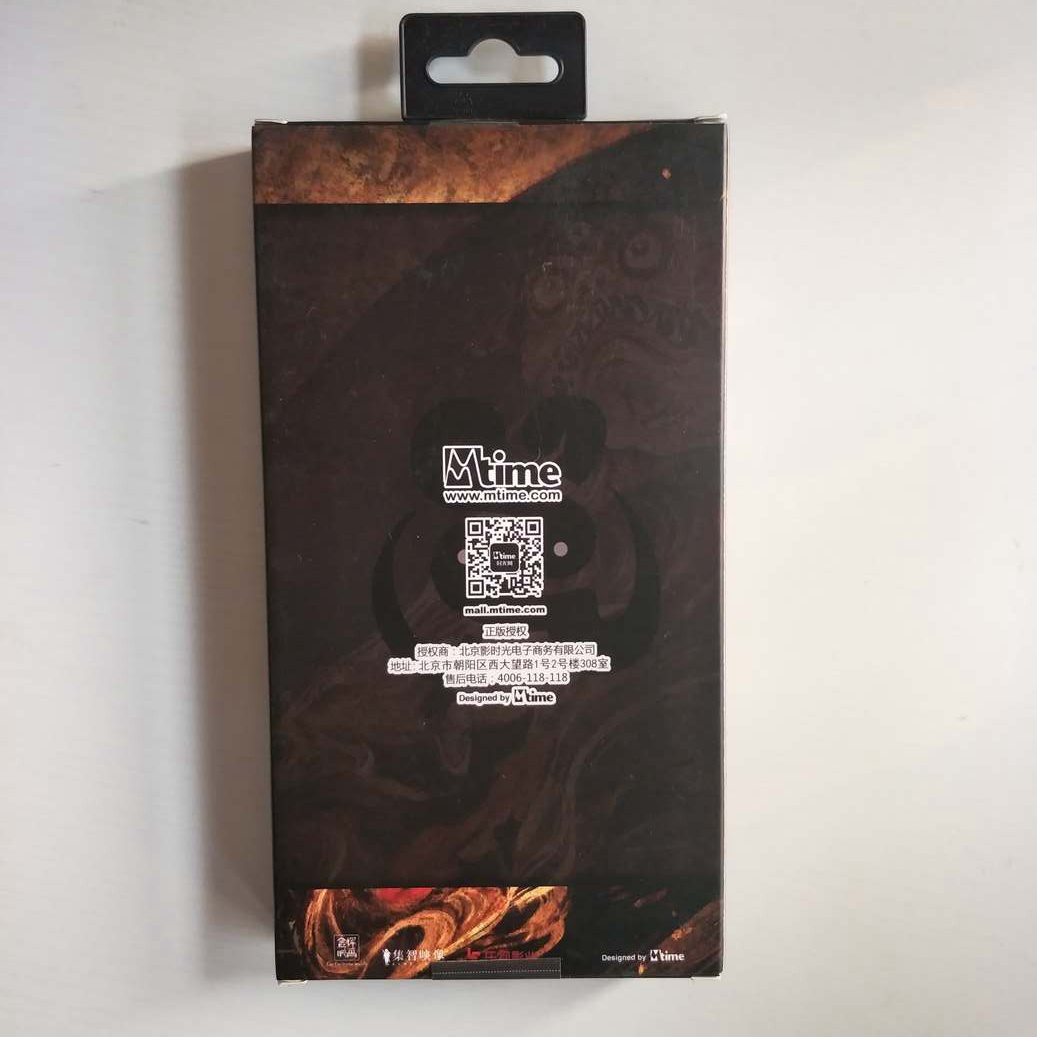 Mtime
www.mtime.com
Mtime
时光网
mall.mtime.com
正版授权
授权商：北京影时光电子商务有限公司
地址：北京市朝阳区西大望路1号2号楼308室
售后电话：4006-118-118
Designed by Mtime
集智映像
Designed by Mtime